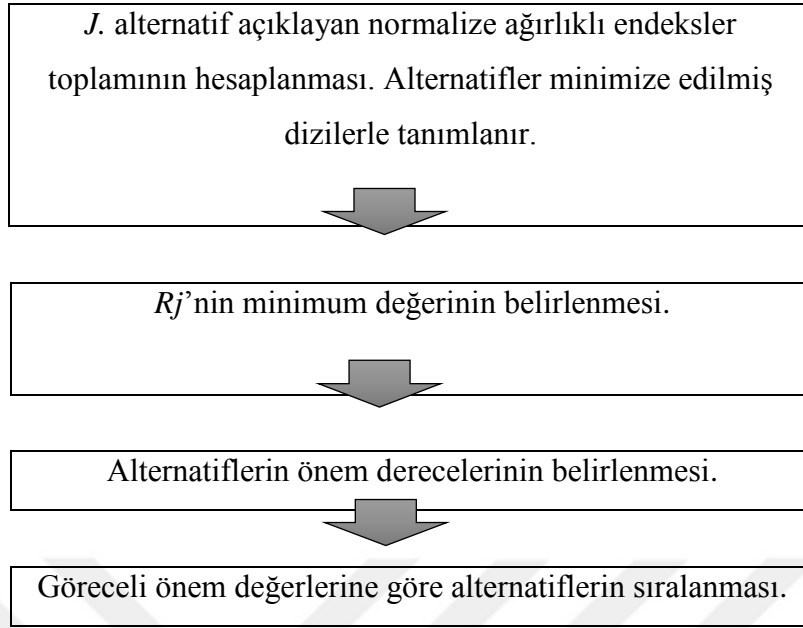 J. alternatif açıklayan normalize ağırlıklı endeksler
toplamının hesaplanması. Alternatifler minimize edilmiş
dizilerle tanımlanır.
Rj’nin minimum değerinin belirlenmesi.
Alternatiflerin önem derecelerinin belirlenmesi.
Göreceli önem değerlerine göre alternatiflerin sıralanması.